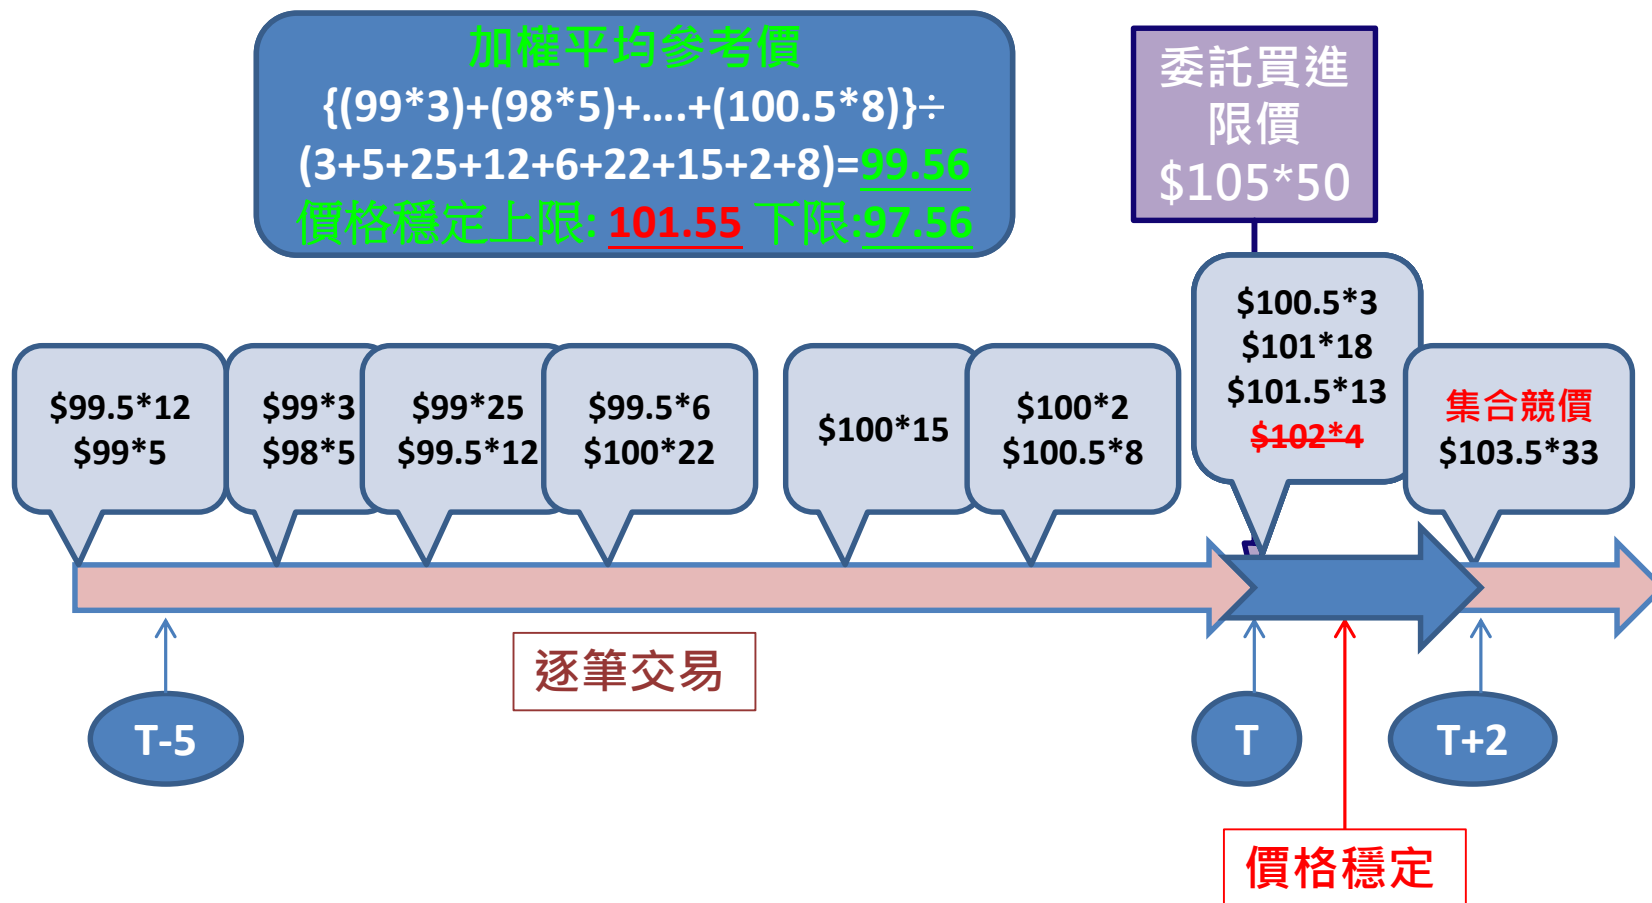 加權平均參考價
{(99*3)+(98*5)+....+(100.5*8)}÷
(3+5+25+12+6+22+15+2+8)=99.56
價格穩定上限: 101.55 下限:97.56
委託買進
限價
$105*50
$99.5*12
$99*5
$99*3
$98*5
$99*25
$99.5*12
$99.5*6
$100*22
$100*15
$100*2
$100.5*8
$100.5*3
$101*18
$101.5*13
$102*4
集合競價
$103.5*33
逐筆交易
T-5
T
T+2
價格穩定